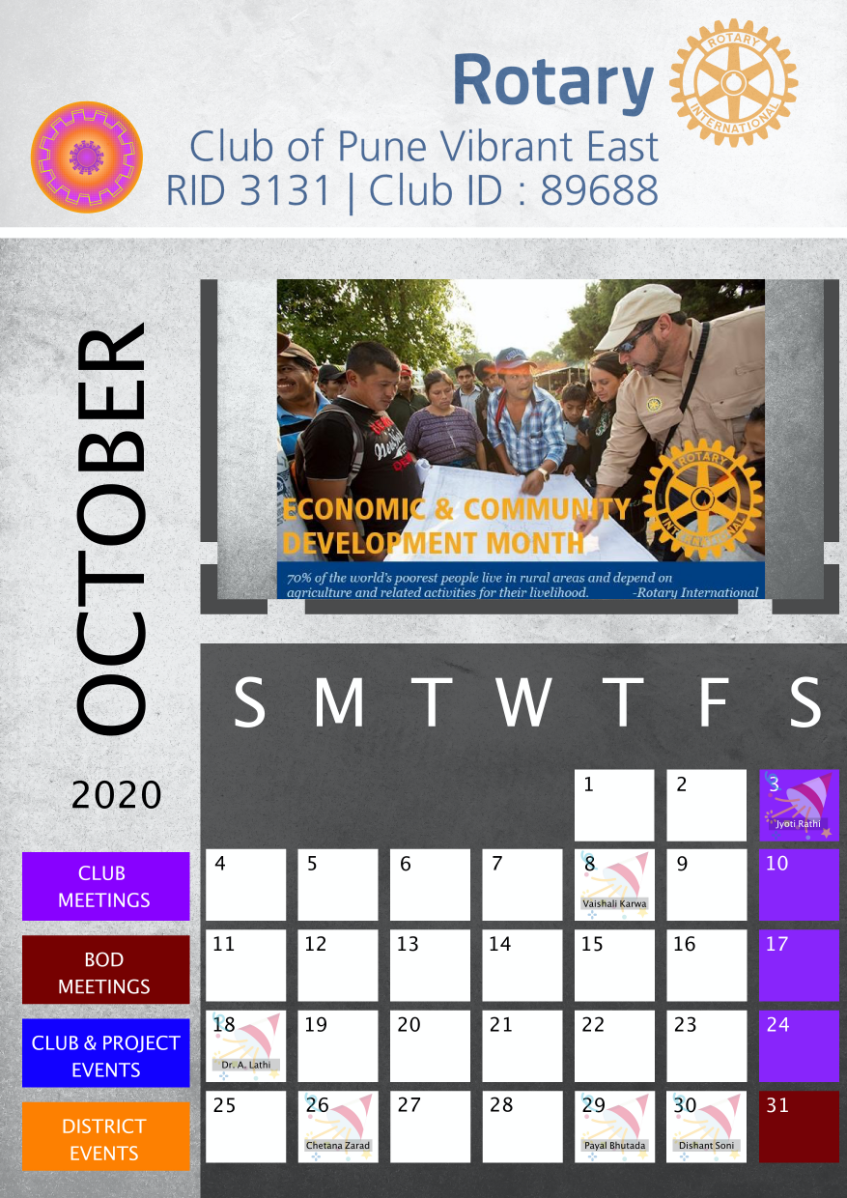 Rotary
ROTARY
INTERNATIONAL
Club of Pune Vibrant East
RID 3131 | Club ID : 89688
OCTOBER
2020
ECONOMIC & COMMUNITY
DEVELOPMENT MONTH
ROTARY
INTERNATIONAL
70% of the world's poorest people live in rural areas and depend on
agriculture and related activities for their livelihood. -Rotary International
S M T W T F S
1 2 3
Jyoti Rathi
CLUB
MEETINGS
4 5 6 7 8 9 10
Vaishali Karwa
BOD
MEETINGS
11 12 13 14 15 16 17
CLUB & PROJECT
EVENTS
18 19 20 21 22 23 24
Dr. A. Lathi
DISTRICT
EVENTS
25 26 27 28 29 30 31
Chetana Zarad Payal Bhutada Dishant Soni